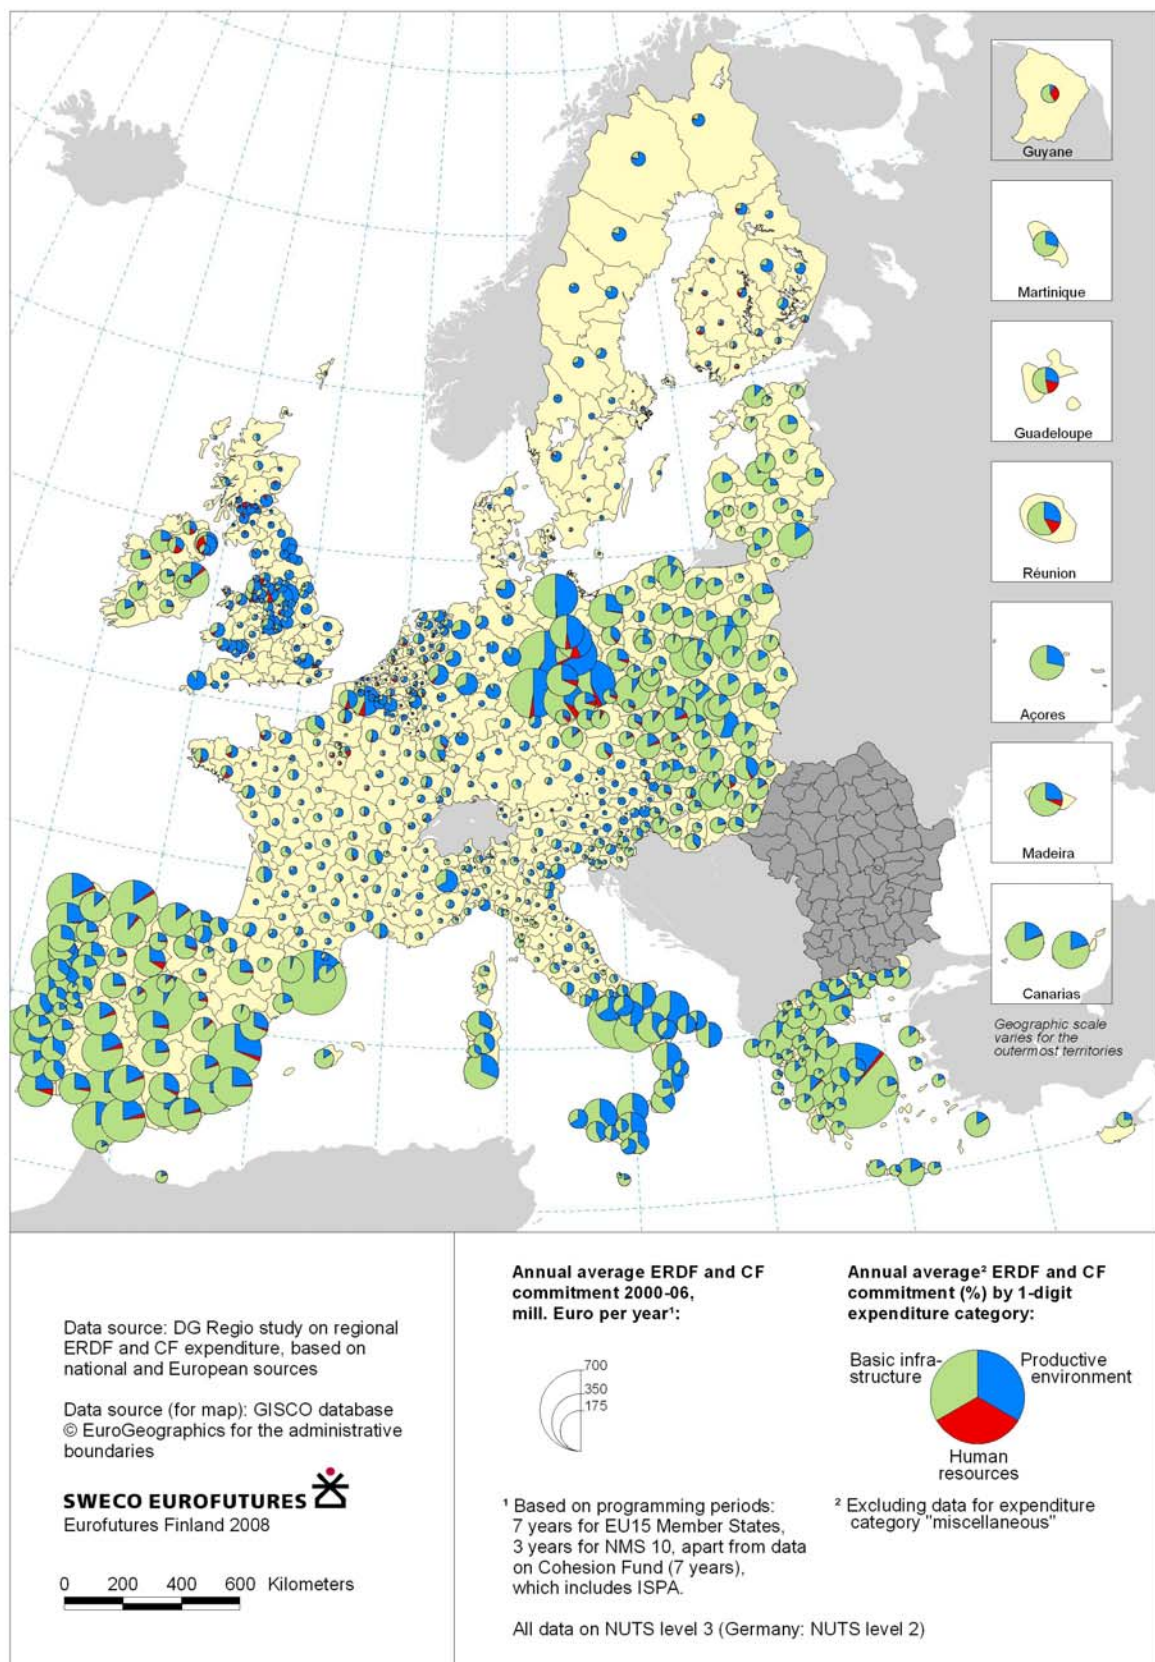 Guyane
Martinique
Guadeloupe
Réunion
Açores
Madeira
Canarias
Geographic scale
varies for the
outermost territories
Data source: DG Regio study on regional
ERDF and CF expenditure, based on
national and European sources
Data source (for map): GISCO database
© EuroGeographics for the administrative
boundaries
SWECO EUROFUTURES
Eurofutures Finland 2008
0 200 400 600 Kilometers
Annual average ERDF and CF
commitment 2000-06,
mill. Euro per year¹:
700
350
175
¹ Based on programming periods:
7 years for EU15 Member States,
3 years for NMS 10, apart from data
on Cohesion Fund (7 years),
which includes ISPA.
All data on NUTS level 3 (Germany: NUTS level 2)
Annual average² ERDF and CF
commitment (%) by 1-digit
expenditure category:
Basic infra-
structure
Productive
environment
Human
resources
² Excluding data for expenditure
category "miscellaneous"